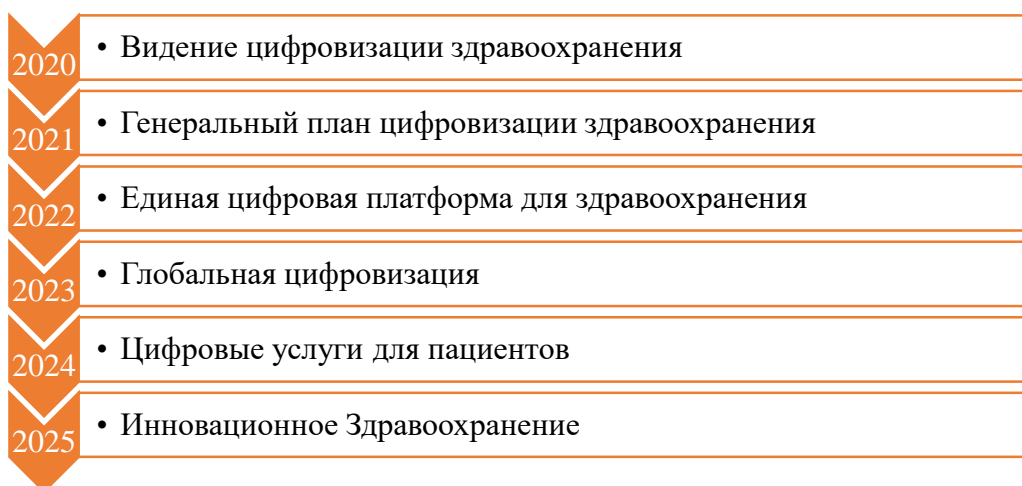 2020
• Видение цифровизации здравоохранения
2021
• Генеральный план цифровизации здравоохранения
2022
• Единая цифровая платформа для здравоохранения
2023
• Глобальная цифровизация
2024
• Цифровые услуги для пациентов
2025
• Инновационное Здравоохранение